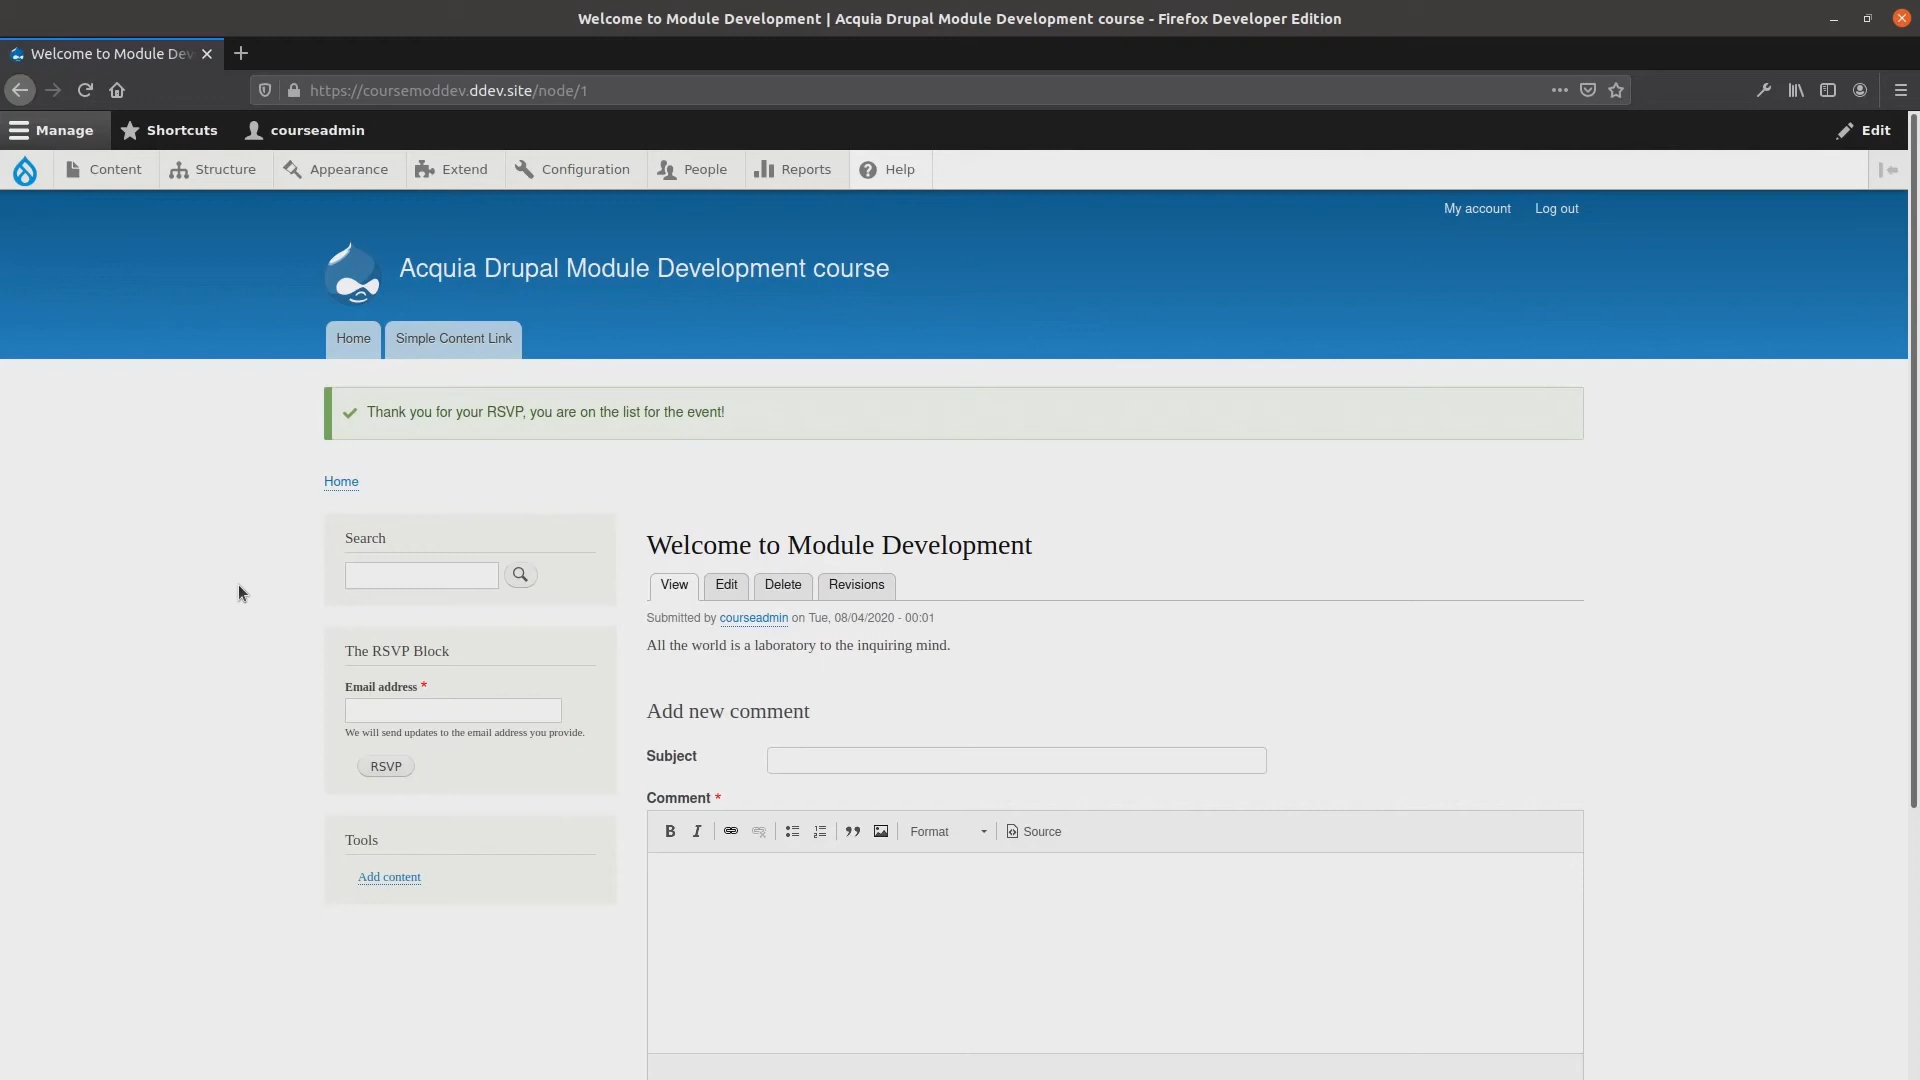 Welcome to Module Development | Acquia Drupal Module Development course - Firefox Developer Edition
Welcome to Module Dev
https://coursemoddev.ddev.site/node/1
Manage
Shortcuts
courseadmin
Edit
Content
Structure
Appearance
Extend
Configuration
People
Reports
Help
My account
Log out
Acquia Drupal Module Development course
Home
Simple Content Link
Thank you for your RSVP, you are on the list for the event!
Home
Search
The RSVP Block
Email address *
We will send updates to the email address you provide.
RSVP
Tools
Add content
Welcome to Module Development
View
Edit
Delete
Revisions
Submitted by courseadmin on Tue, 08/04/2020 - 00:01
All the world is a laboratory to the inquiring mind.
Add new comment
Subject
Comment *
B
I
Format
Source